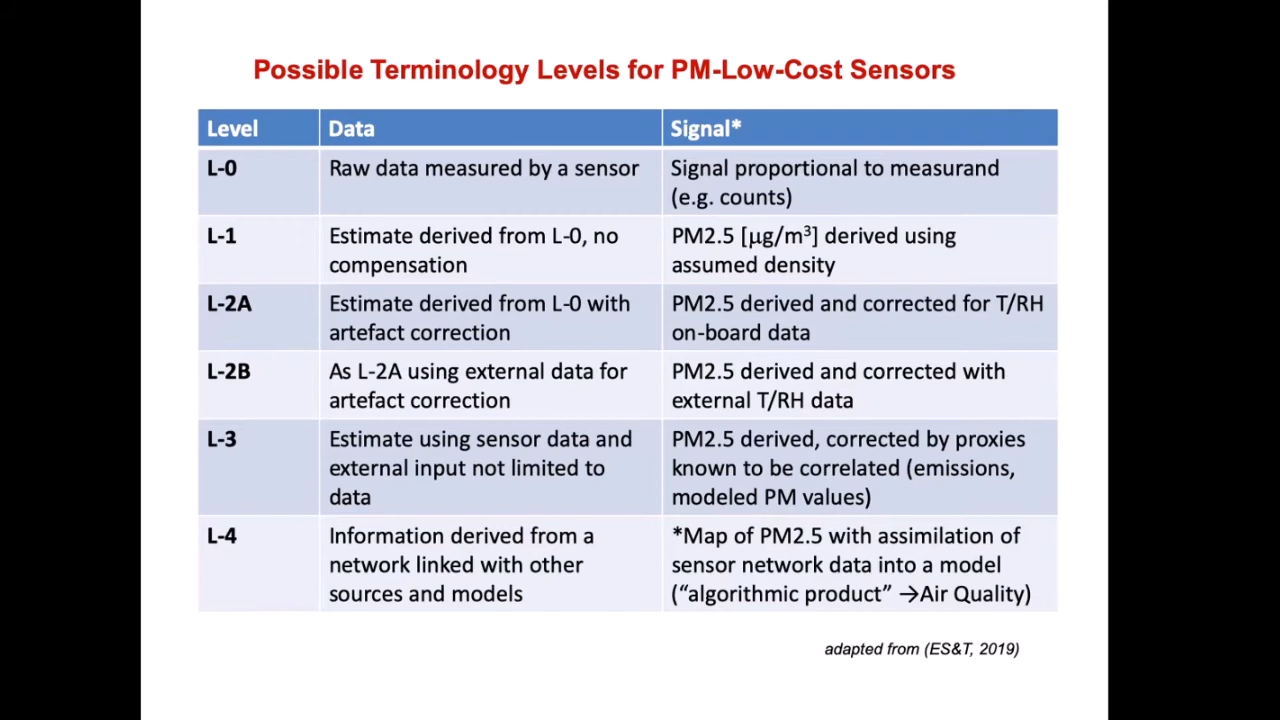 Possible Terminology Levels for PM-Low-Cost Sensors
Level Data Signal*
L-0 Raw data measured by a sensor Signal proportional to measurand
(e.g. counts)
L-1 Estimate derived from L-0, no PM2.5 [μg/m³] derived using
compensation assumed density
L-2A Estimate derived from L-0 with PM2.5 derived and corrected for T/RH
artefact correction on-board data
L-2B As L-2A using external data for PM2.5 derived and corrected with
artefact correction external T/RH data
L-3 Estimate using sensor data and PM2.5 derived, corrected by proxies
external input not limited to known to be correlated (emissions,
data modeled PM values)
L-4 Information derived from a *Map of PM2.5 with assimilation of
network linked with other sensor network data into a model
sources and models (“algorithmic product” →Air Quality)
adapted from (ES&T, 2019)